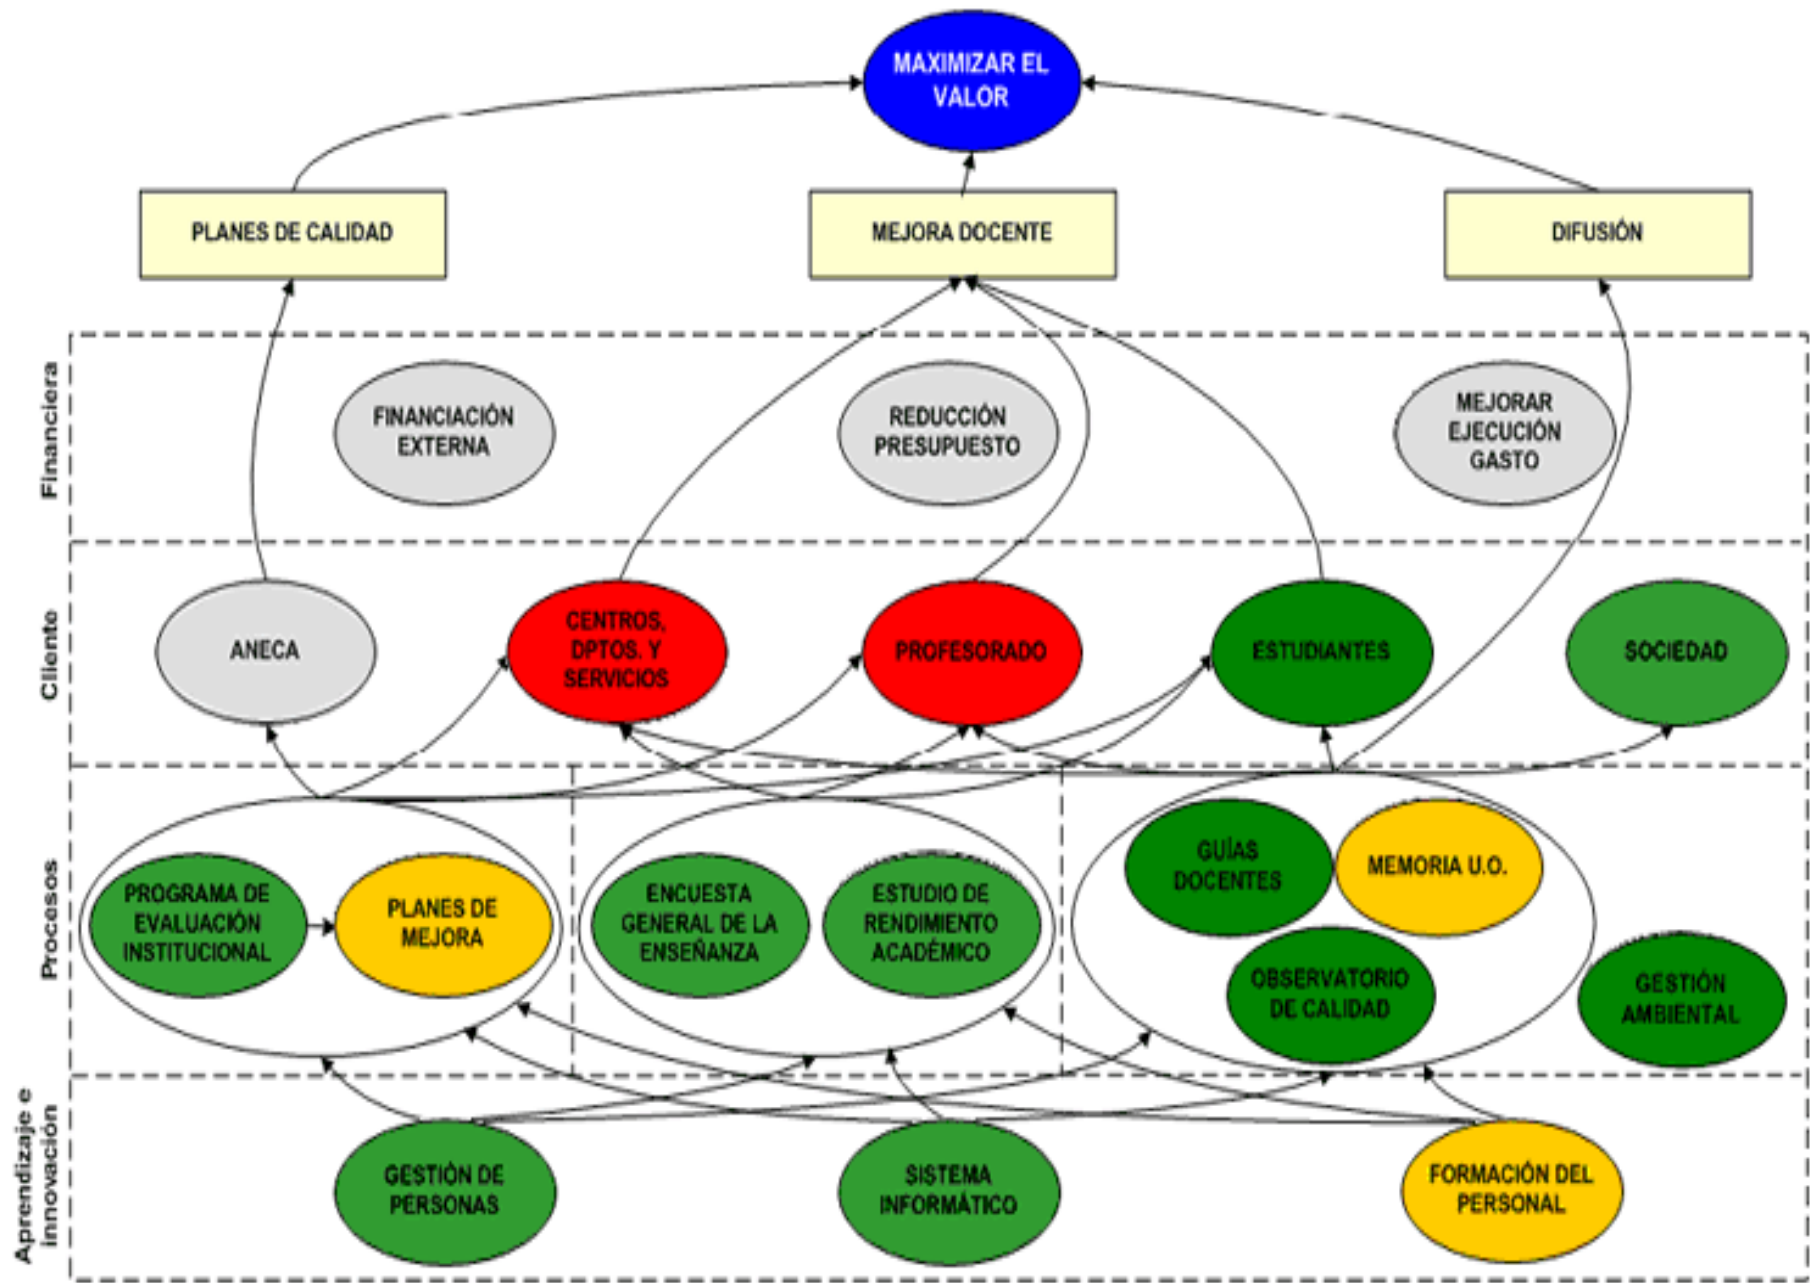 MAXIMIZAR EL
VALOR
PLANES DE CALIDAD
MEJORA DOCENTE
DIFUSIÓN
Financiera
FINANCIACIÓN
EXTERNA
REDUCCIÓN
PRESUPUESTO
MEJORAR
EJECUCIÓN
GASTO
Cliente
ANECA
CENTROS,
DPTOS. Y
SERVICIOS
PROFESORADO
ESTUDIANTES
SOCIEDAD
Procesos
PROGRAMA DE
EVALUACIÓN
INSTITUCIONAL
PLANES DE
MEJORA
ENCUESTA
GENERAL DE LA
ENSEÑANZA
ESTUDIO DE
RENDIMIENTO
ACADÉMICO
GUÍAS
DOCENTES
MEMORIA U.O.
OBSERVATORIO
DE CALIDAD
GESTIÓN
AMBIENTAL
Aprendizaje e
innovación
GESTIÓN DE
PERSONAS
SISTEMA
INFORMÁTICO
FORMACIÓN DEL
PERSONAL